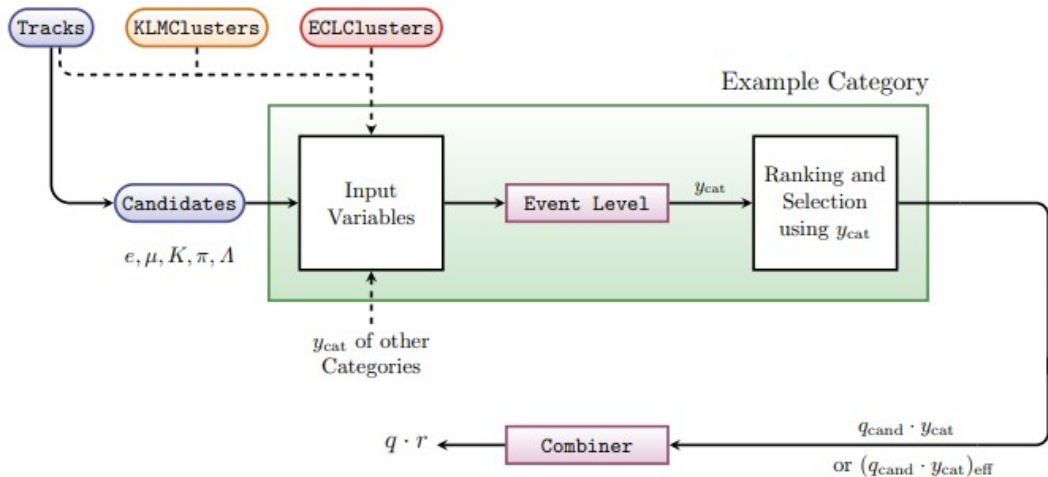 Tracks
KLMClusters
ECLClusters
Example Category
Input
Variables
Event Level
y_cat
Ranking and
Selection
using y_cat
Candidates
e, μ, K, π, Λ
y_cat of other
Categories
q · r
Combiner
q_cand · y_cat
or (q_cand · y_cat)_eff